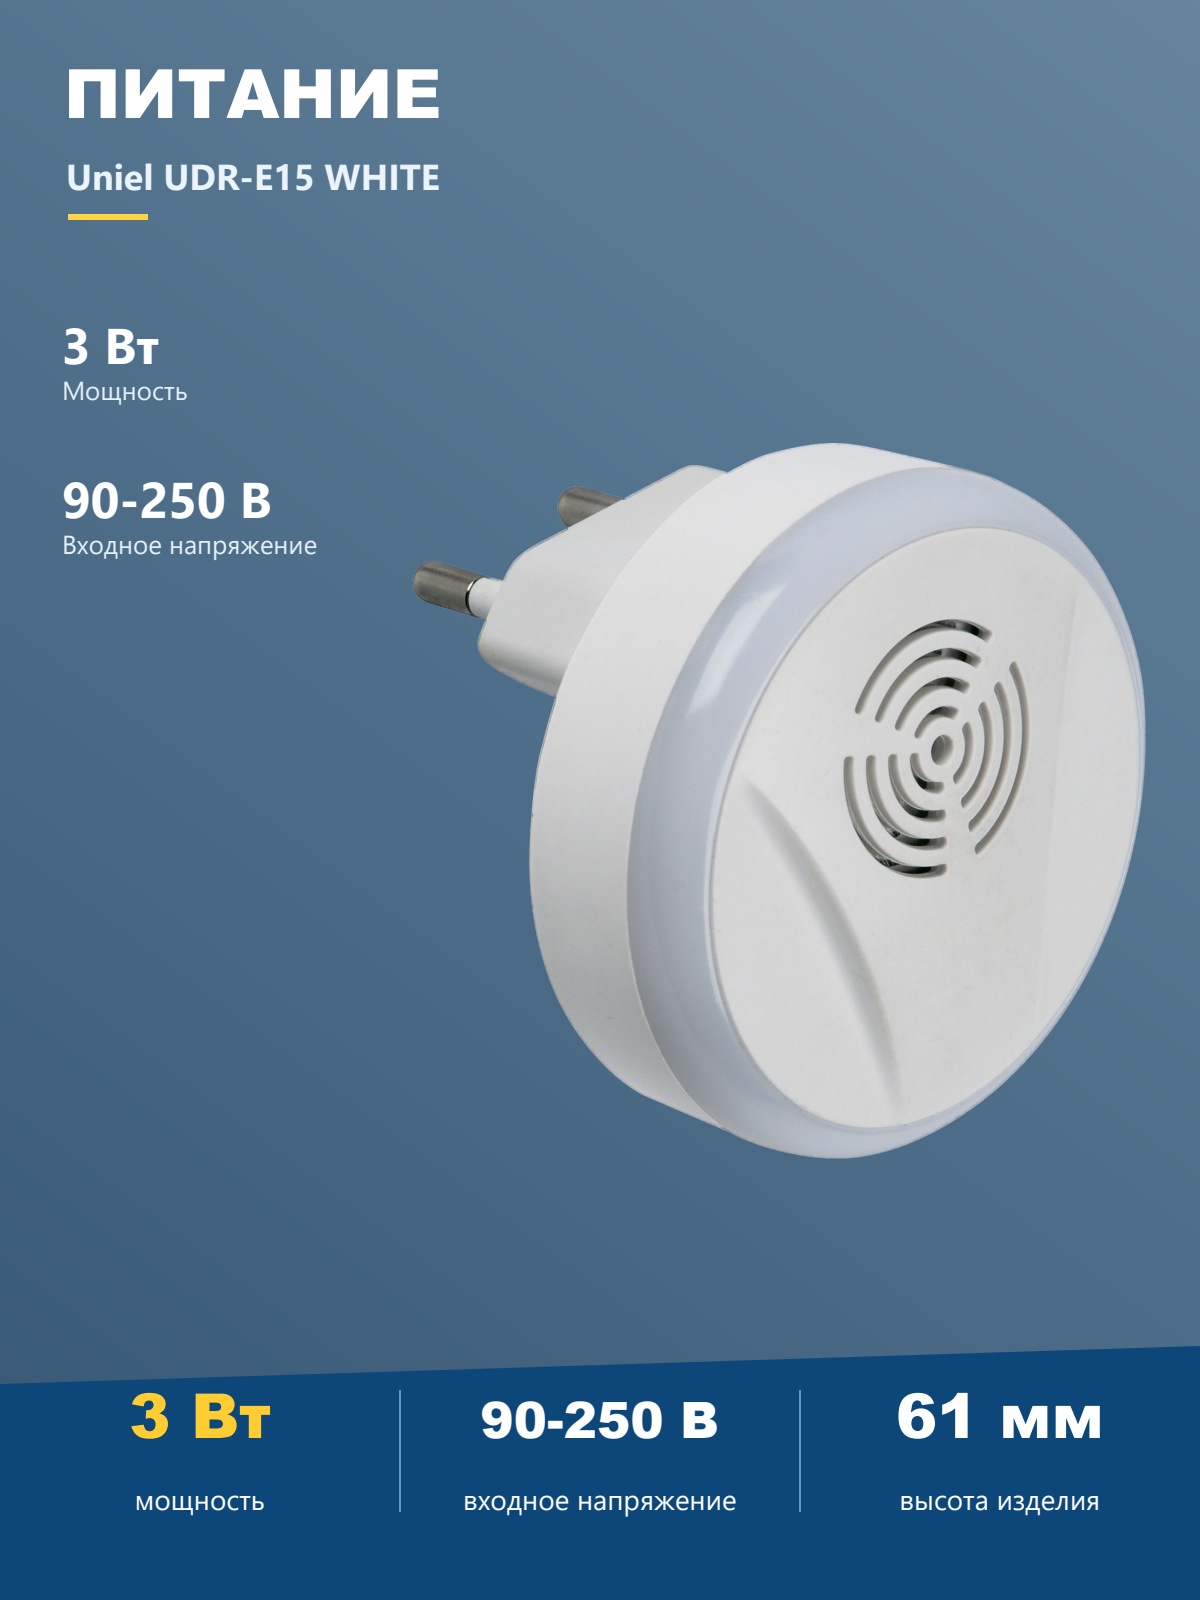 ПИТАНИЕ
Uniel UDR-E15 WHITE
3 Вт
Мощность
90-250 В
Входное напряжение
3 Вт
мощность
90-250 В
входное напряжение
61 мм
высота изделия